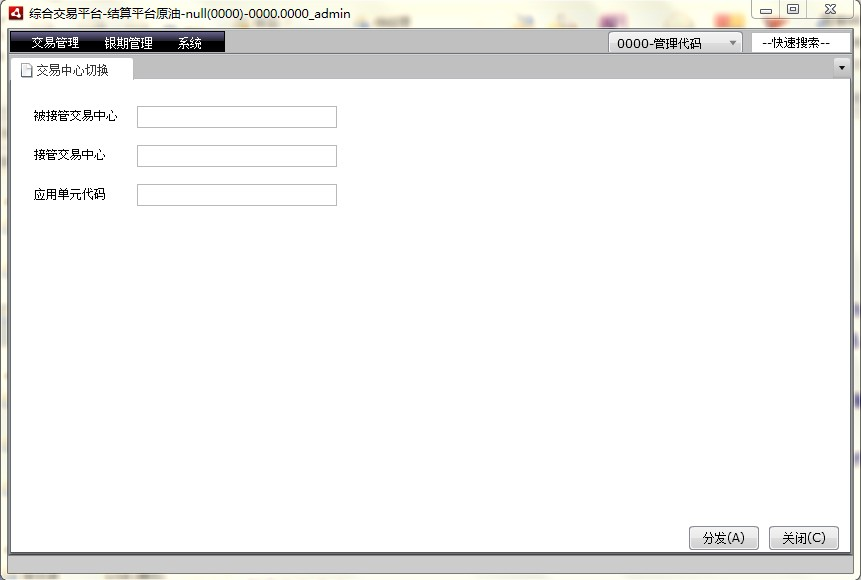 综合交易平台-结算平台原油-null(0000)-0000.0000_admin
交易管理 银期管理 系统 0000-管理代码 --快速搜索--
交易中心切换
被接管交易中心
接管交易中心
应用单元代码
分发(A) 关闭(C)